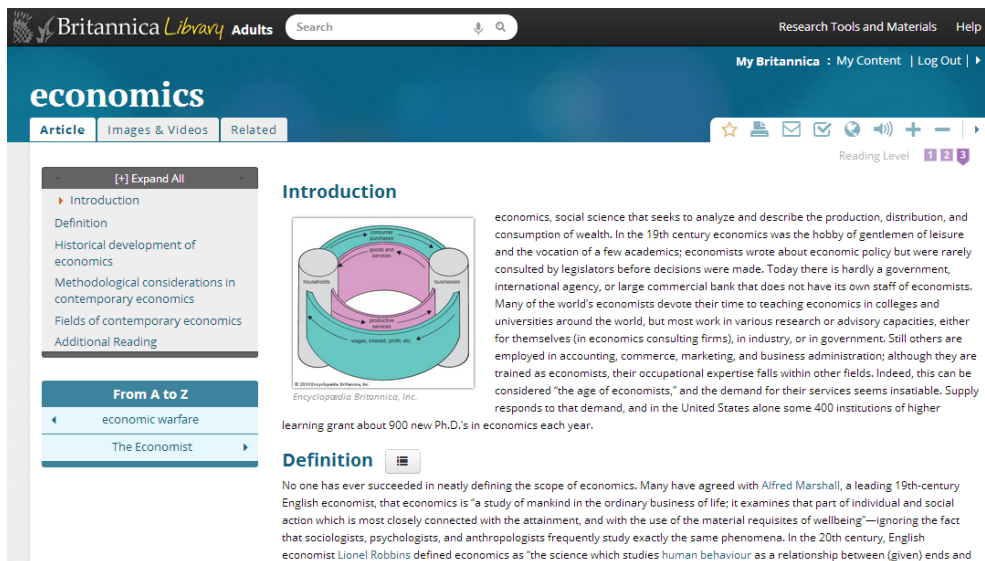 Britannica Library Adults
Search
Research Tools and Materials Help
My Britannica : My Content | Log Out |
economics
Article Images & Videos Related
Reading Level 1 2 3
[+] Expand All
Introduction
Definition
Historical development of
economics
Methodological considerations in
contemporary economics
Fields of contemporary economics
Additional Reading
From A to Z
economic warfare
The Economist
Introduction
consumer
purchases
goods and
services
households
businesses
productive
services
wages, interest, profit, etc.
© 2010 Encyclopædia Britannica, Inc.
Encyclopædia Britannica, Inc.
economics, social science that seeks to analyze and describe the production, distribution, and
consumption of wealth. In the 19th century economics was the hobby of gentlemen of leisure
and the vocation of a few academics; economists wrote about economic policy but were rarely
consulted by legislators before decisions were made. Today there is hardly a government,
international agency, or large commercial bank that does not have its own staff of economists.
Many of the world's economists devote their time to teaching economics in colleges and
universities around the world, but most work in various research or advisory capacities, either
for themselves (in economics consulting firms), in industry, or in government. Still others are
employed in accounting, commerce, marketing, and business administration; although they are
trained as economists, their occupational expertise falls within other fields. Indeed, this can be
considered "the age of economists," and the demand for their services seems insatiable. Supply
responds to that demand, and in the United States alone some 400 institutions of higher
learning grant about 900 new Ph.D.'s in economics each year.
Definition
No one has ever succeeded in neatly defining the scope of economics. Many have agreed with Alfred Marshall, a leading 19th-century
English economist, that economics is "a study of mankind in the ordinary business of life; it examines that part of individual and social
action which is most closely connected with the attainment, and with the use of the material requisites of wellbeing"—ignoring the fact
that sociologists, psychologists, and anthropologists frequently study exactly the same phenomena. In the 20th century, English
economist Lionel Robbins defined economics as "the science which studies human behaviour as a relationship between (given) ends and